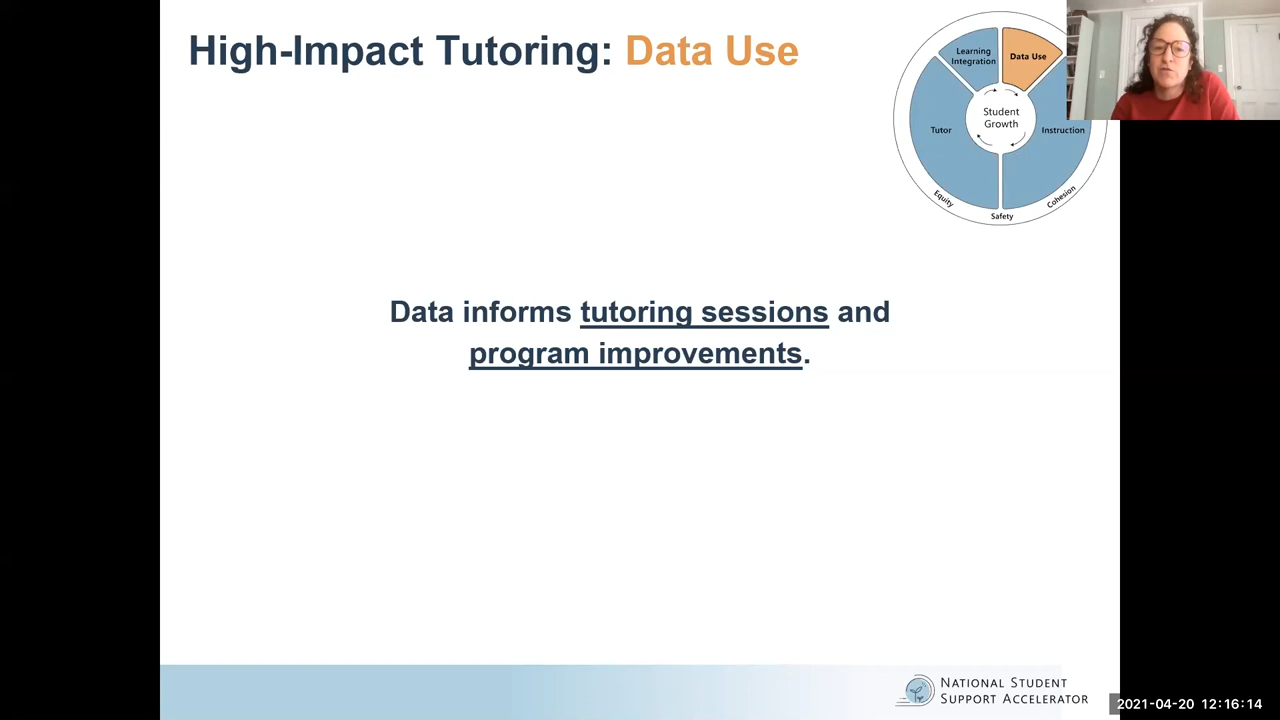 High-Impact Tutoring: Data Use
Learning
Integration
Data Use
Student
Growth
Tutor
Instruction
Equity
Safety
Cohesion
Data informs tutoring sessions and
program improvements.
NATIONAL STUDENT
SUPPORT ACCELERATOR
2021-04-20 12:16:14